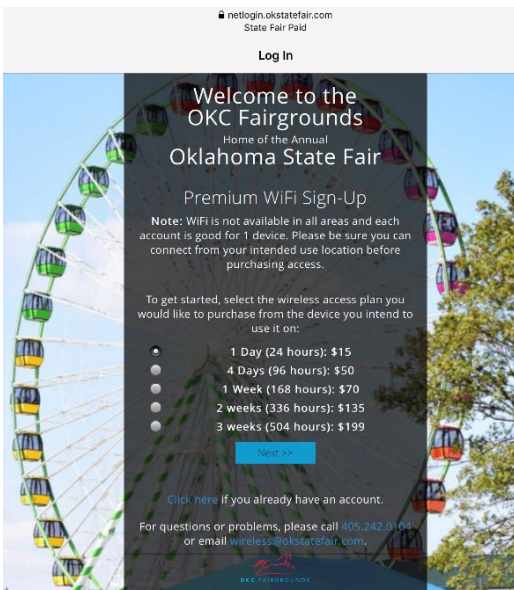 netlogin.okstatefair.com
State Fair Paid
Log In
Welcome to the
OKC Fairgrounds
Home of the Annual
Oklahoma State Fair
Premium WiFi Sign-Up
Note: WiFi is not available in all areas and each
account is good for 1 device. Please be sure you can
connect from your intended use location before
purchasing access.
To get started, select the wireless access plan you
would like to purchase from the device you intend to
use it on:
1 Day (24 hours): $15
4 Days (96 hours): $50
1 Week (168 hours): $70
2 weeks (336 hours): $135
3 weeks (504 hours): $199
Next >>
Click here if you already have an account.
For questions or problems, please call 405.242.0104
or email wireless@okstatefair.com.
OKC FAIRGROUNDS